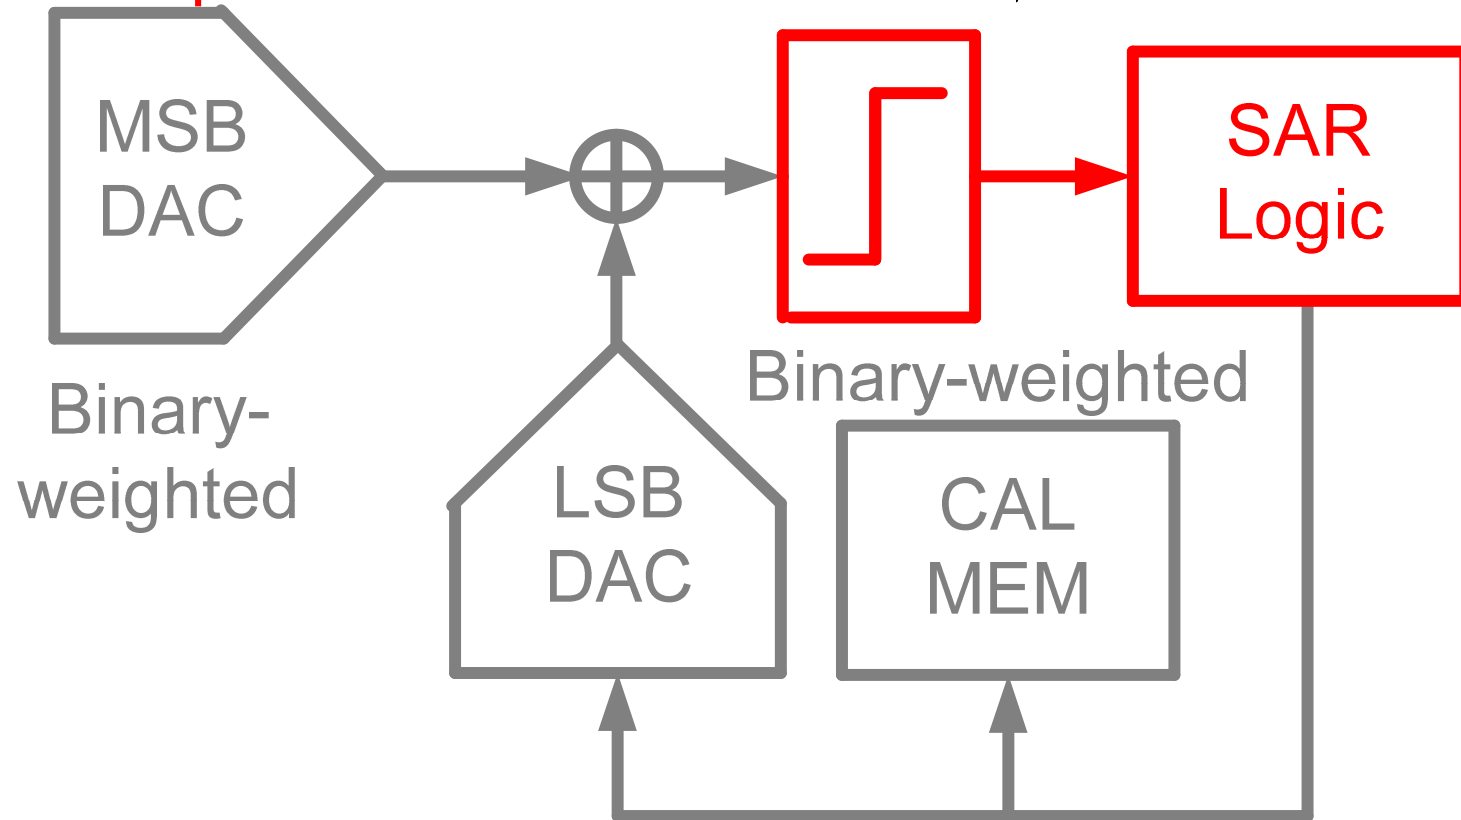 MSB
DAC
Binary-
weighted
SAR
Logic
Binary-weighted
LSB
DAC
CAL
MEM